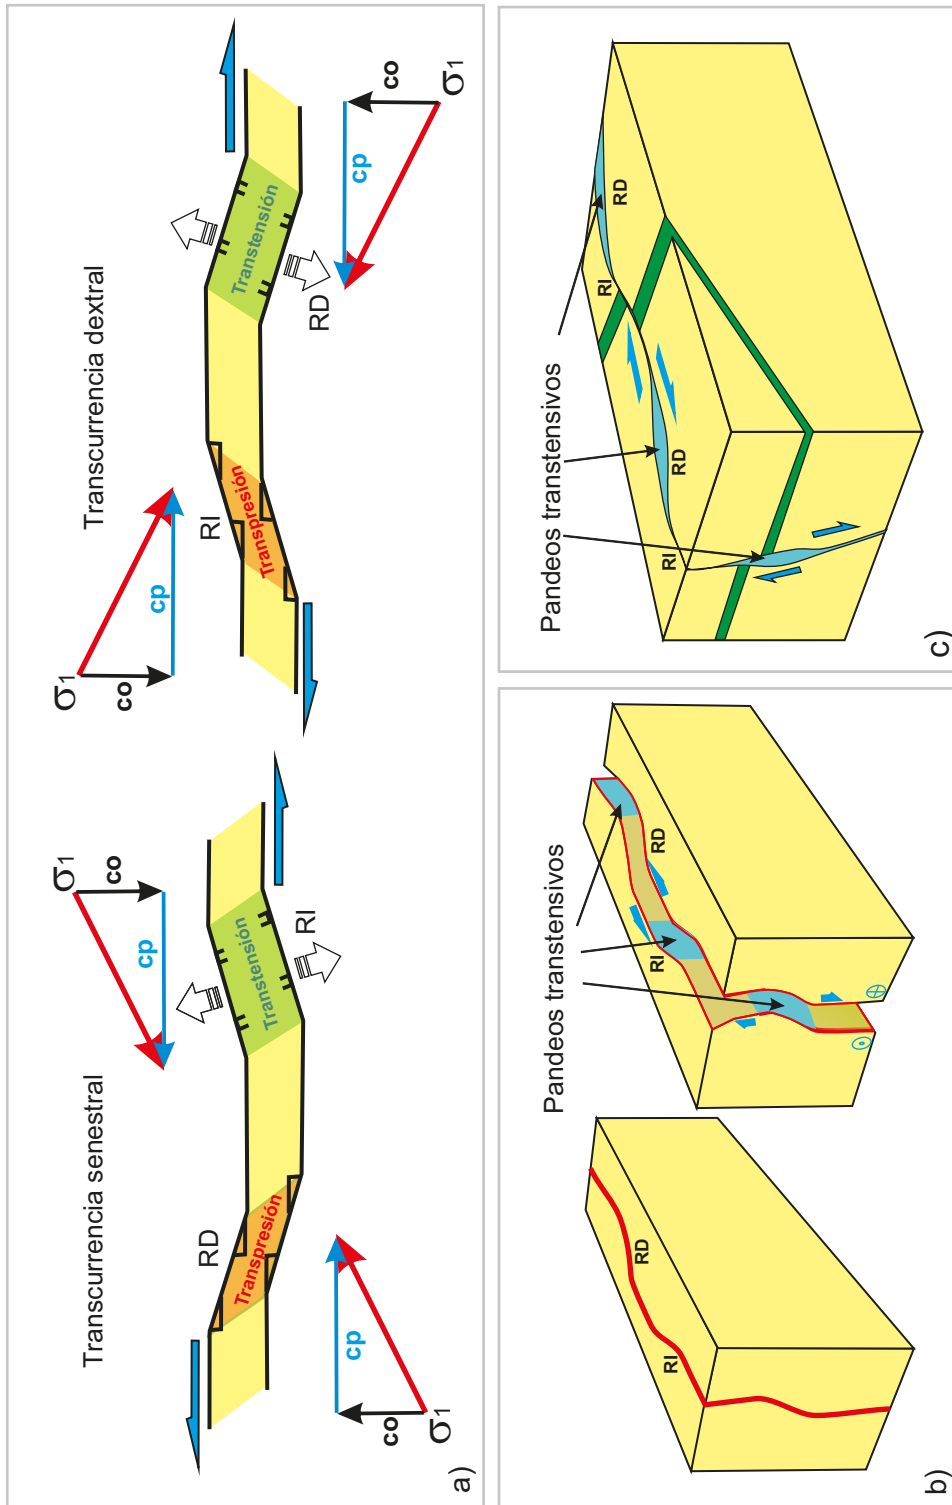 a)
Transcurrencia senestral
σ1
co
cp
RD
Transpresión
Transtensión
RI
σ1
co
cp
Transcurrencia dextral
σ1
co
cp
RI
Transpresión
Transtensión
RD
σ1
co
cp
b)
RI
RD
Pandeos transtensivos
RI
RD
c)
Pandeos transtensivos
RI
RD
RI
RD